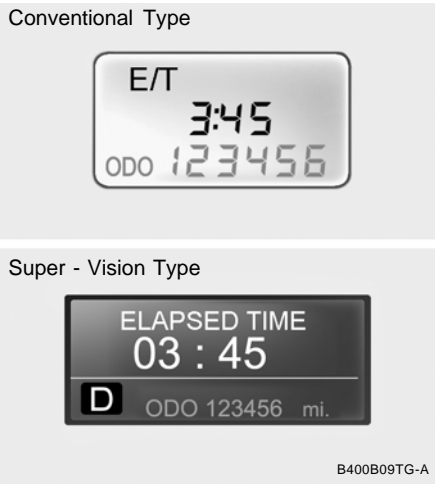 Conventional Type
E/T
3:45
ODO 123456
Super - Vision Type
ELAPSED TIME
03 : 45
D ODO 123456 mi.
B400B09TG-A